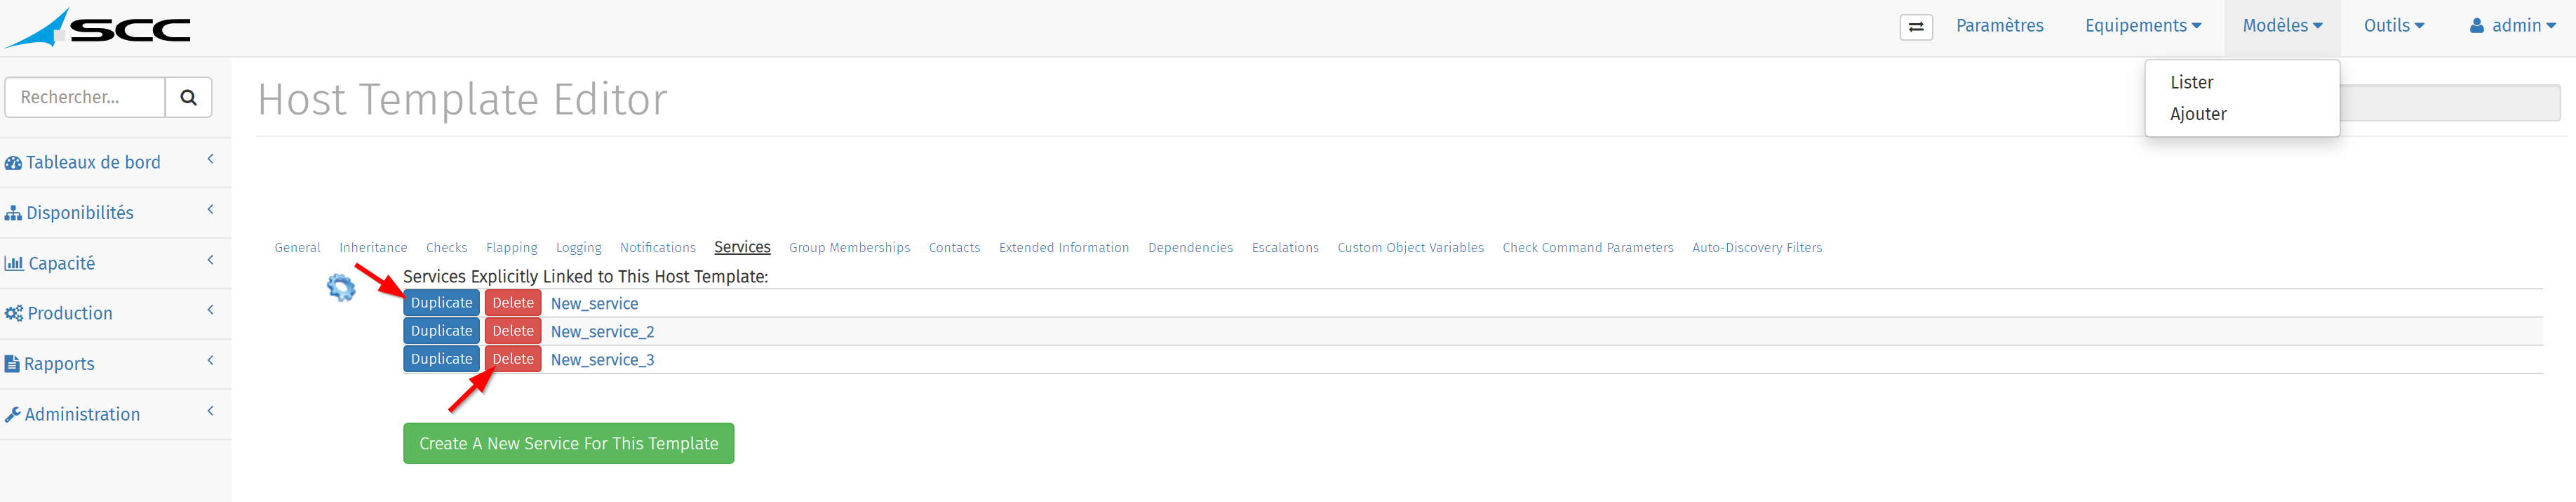 SCC
Paramètres Equipements Modèles Outils admin
Lister
Ajouter
Rechercher...
Host Template Editor
Tableaux de bord
Disponibilités
Capacité
Production
Rapports
Administration
General Inheritance Checks Flapping Logging Notifications Services Group Memberships Contacts Extended Information Dependencies Escalations Custom Object Variables Check Command Parameters Auto-Discovery Filters
Services Explicitly Linked to This Host Template:
Duplicate Delete New_service
Duplicate Delete New_service_2
Duplicate Delete New_service_3
Create A New Service For This Template